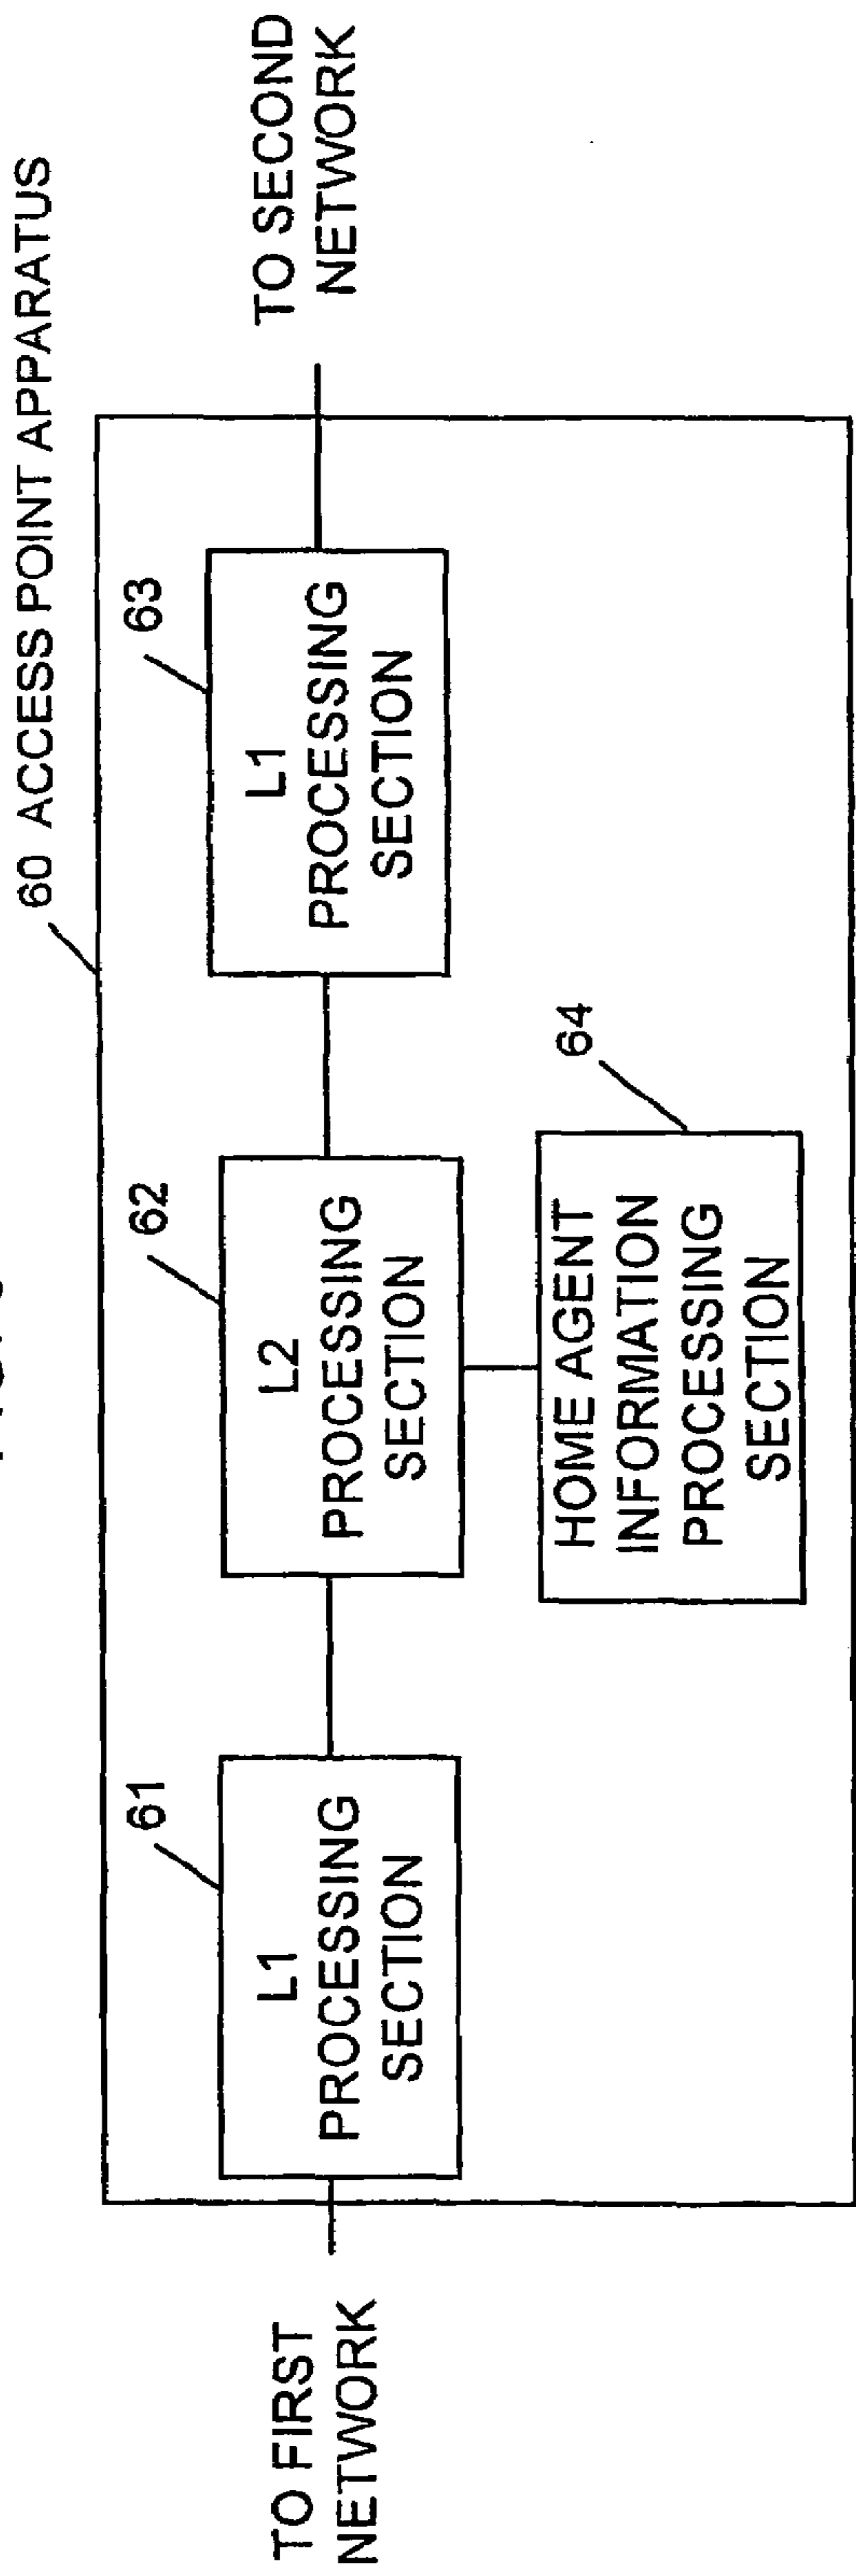 60 ACCESS POINT APPARATUS
TO FIRST
NETWORK
61
L1
PROCESSING
SECTION
62
L2
PROCESSING
SECTION
63
L1
PROCESSING
SECTION
TO SECOND
NETWORK
64
HOME AGENT
INFORMATION
PROCESSING
SECTION